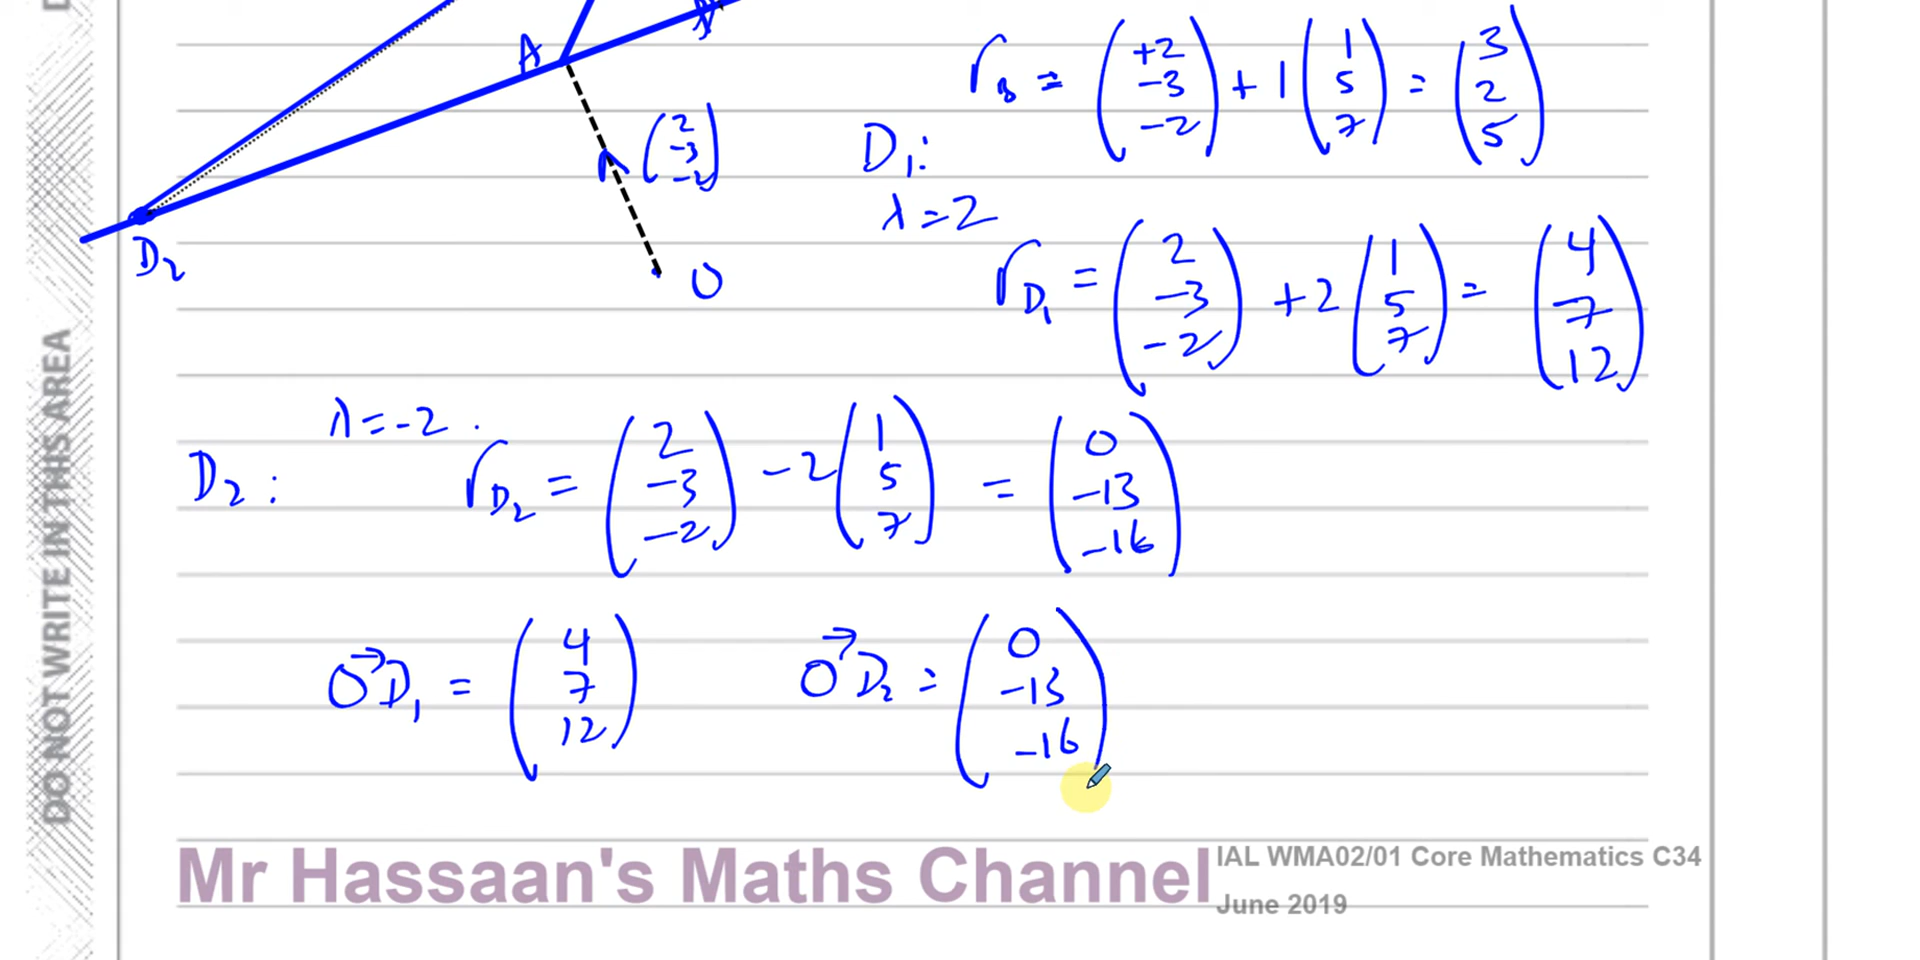 A
(2 -3 -2)
O
D₂
r_B = (+2 -3 -2) + 1(1 5 7) = (3 2 5)
D₁:
λ=2
r_D₁ = (2 -3 -2) + 2(1 5 7) = (4 7 12)
λ=-2.
D₂: r_D₂ = (2 -3 -2) - 2(1 5 7) = (0 -13 -16)
OD₁ = (4 7 12) OD₂ = (0 -13 -16)
DO NOT WRITE IN THIS AREA
Mr Hassaan's Maths Channel
IAL WMA02/01 Core Mathematics C34
June 2019